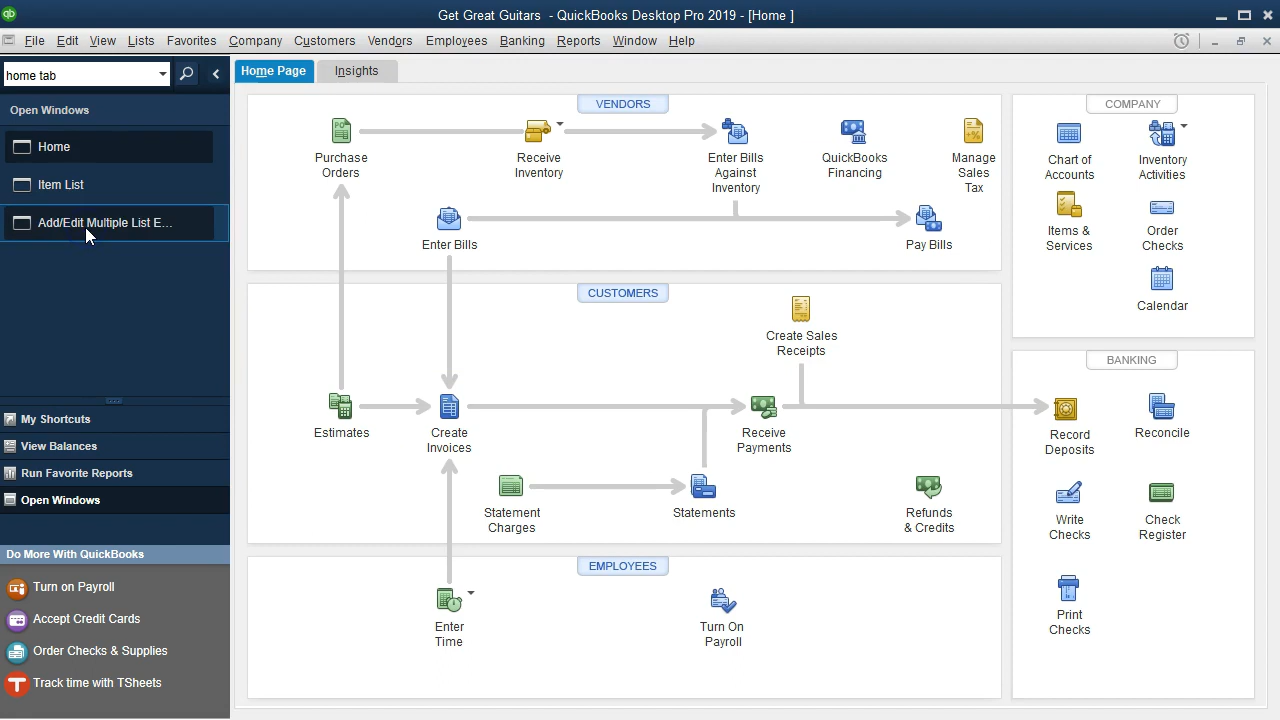 qb
Get Great Guitars - QuickBooks Desktop Pro 2019 - [Home ]
File Edit View Lists Favorites Company Customers Vendors Employees Banking Reports Window Help
home tab
Open Windows
Home
Item List
Add/Edit Multiple List E...
My Shortcuts
View Balances
Run Favorite Reports
Open Windows
Do More With QuickBooks
Turn on Payroll
Accept Credit Cards
Order Checks & Supplies
Track time with TSheets
Home Page
Insights
VENDORS
Purchase
Orders
Receive
Inventory
Enter Bills
Against
Inventory
QuickBooks
Financing
Manage
Sales
Tax
Enter Bills
Pay Bills
CUSTOMERS
Create Sales
Receipts
Estimates
Create
Invoices
Receive
Payments
Statement
Charges
Statements
Refunds
& Credits
EMPLOYEES
Enter
Time
Turn On
Payroll
COMPANY
Chart of
Accounts
Inventory
Activities
Items &
Services
Order
Checks
Calendar
BANKING
Record
Deposits
Reconcile
Write
Checks
Check
Register
Print
Checks